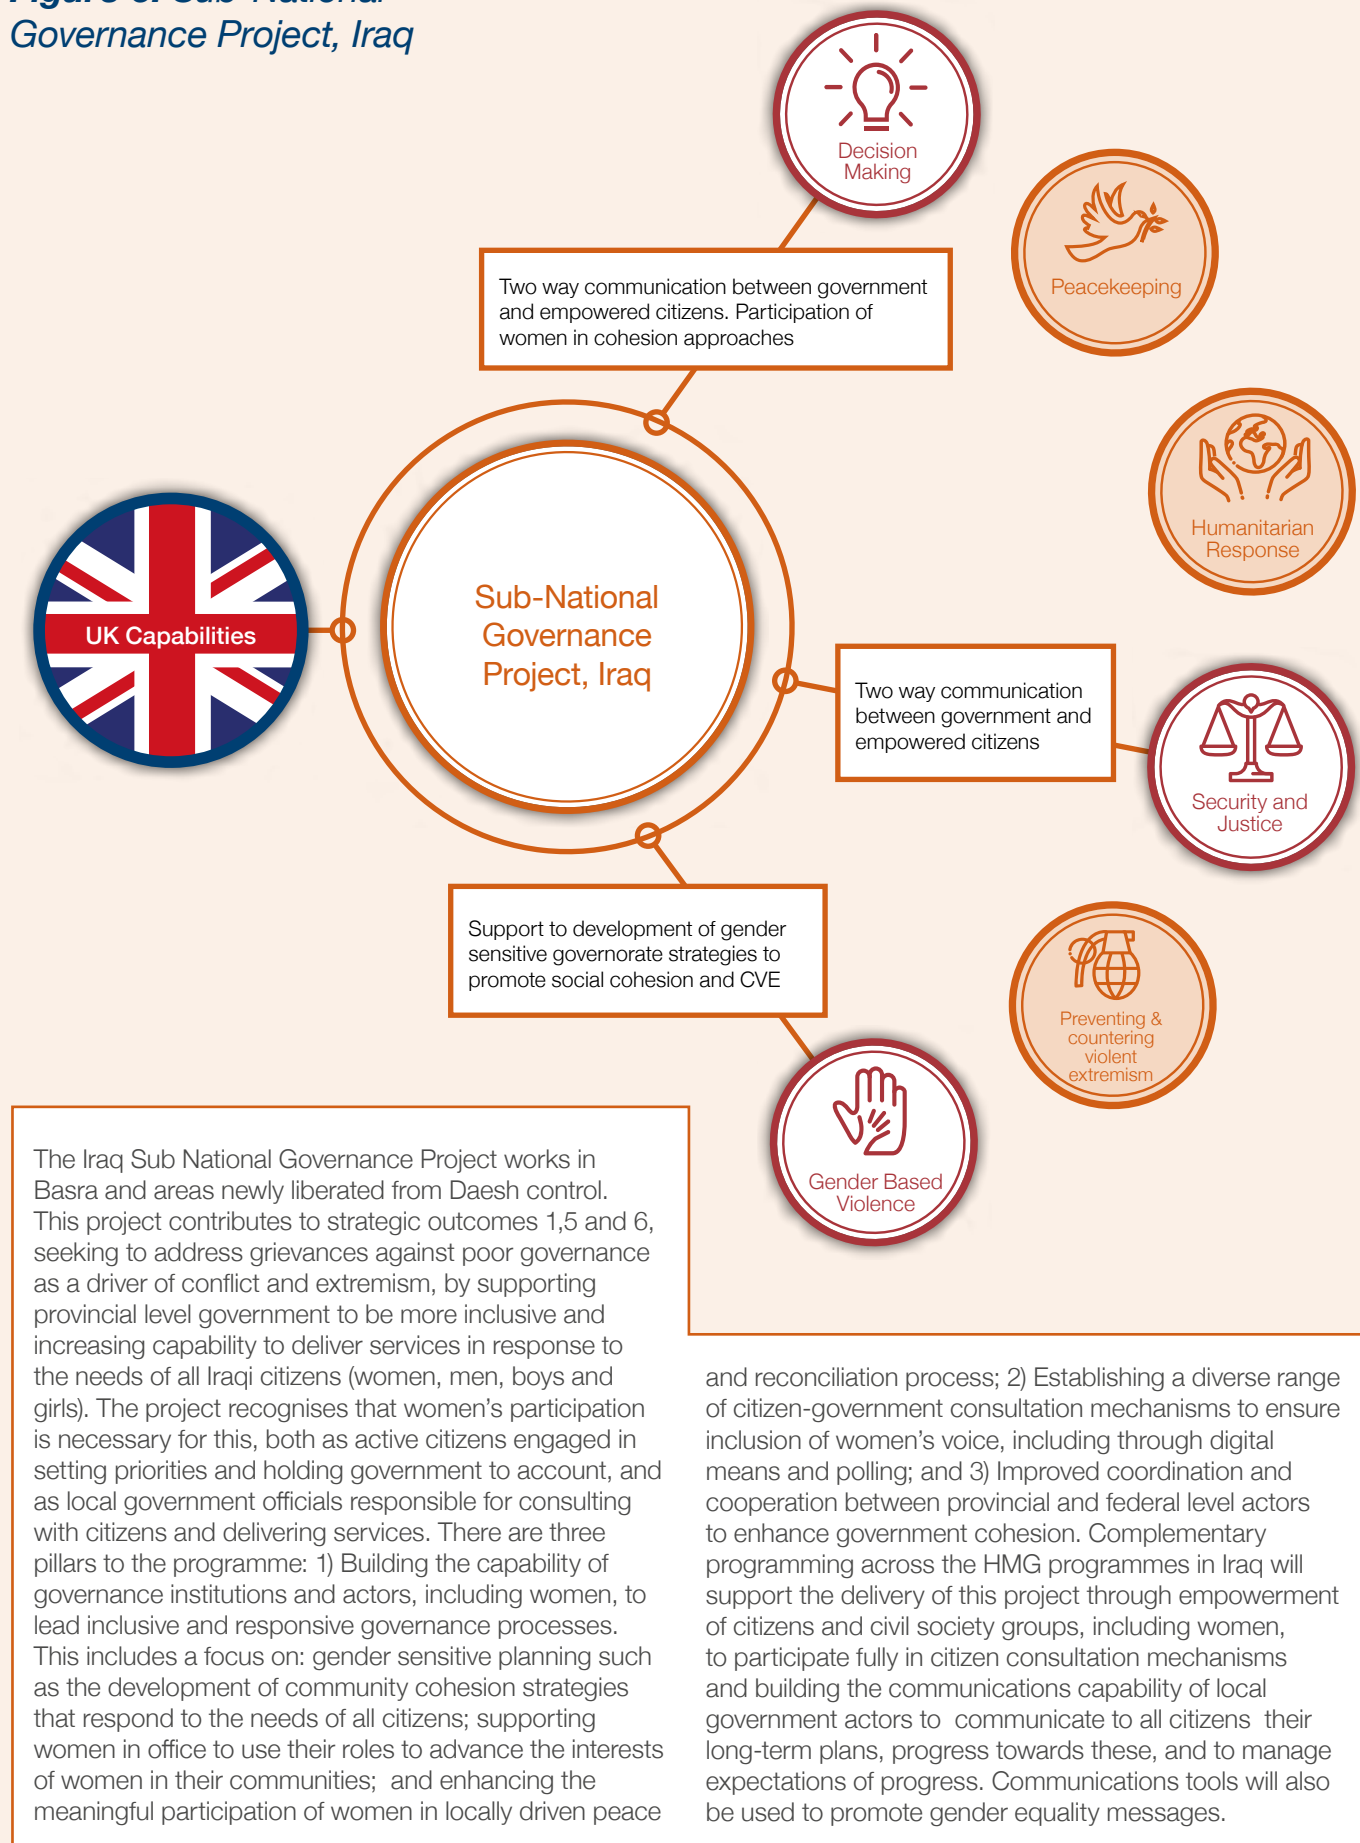 Governance Project, Iraq
Decision
Making
Peacekeeping
Two way communication between government
and empowered citizens. Participation of
women in cohesion approaches
Humanitarian
Response
UK Capabilities
Sub-National
Governance
Project, Iraq
Two way communication
between government and
empowered citizens
Security and
Justice
Support to development of gender
sensitive governorate strategies to
promote social cohesion and CVE
Preventing &
countering
violent
extremism
Gender Based
Violence
The Iraq Sub National Governance Project works in
Basra and areas newly liberated from Daesh control.
This project contributes to strategic outcomes 1,5 and 6,
seeking to address grievances against poor governance
as a driver of conflict and extremism, by supporting
provincial level government to be more inclusive and
increasing capability to deliver services in response to
the needs of all Iraqi citizens (women, men, boys and
girls). The project recognises that women's participation
is necessary for this, both as active citizens engaged in
setting priorities and holding government to account, and
as local government officials responsible for consulting
with citizens and delivering services. There are three
pillars to the programme: 1) Building the capability of
governance institutions and actors, including women, to
lead inclusive and responsive governance processes.
This includes a focus on: gender sensitive planning such
as the development of community cohesion strategies
that respond to the needs of all citizens; supporting
women in office to use their roles to advance the interests
of women in their communities;  and enhancing the
meaningful participation of women in locally driven peace
and reconciliation process; 2) Establishing a diverse range
of citizen-government consultation mechanisms to ensure
inclusion of women's voice, including through digital
means and polling; and 3) Improved coordination and
cooperation between provincial and federal level actors
to enhance government cohesion. Complementary
programming across the HMG programmes in Iraq will
support the delivery of this project through empowerment
of citizens and civil society groups, including women,
to participate fully in citizen consultation mechanisms
and building the communications capability of local
government actors to  communicate to all citizens  their
long-term plans, progress towards these, and to manage
expectations of progress. Communications tools will also
be used to promote gender equality messages.